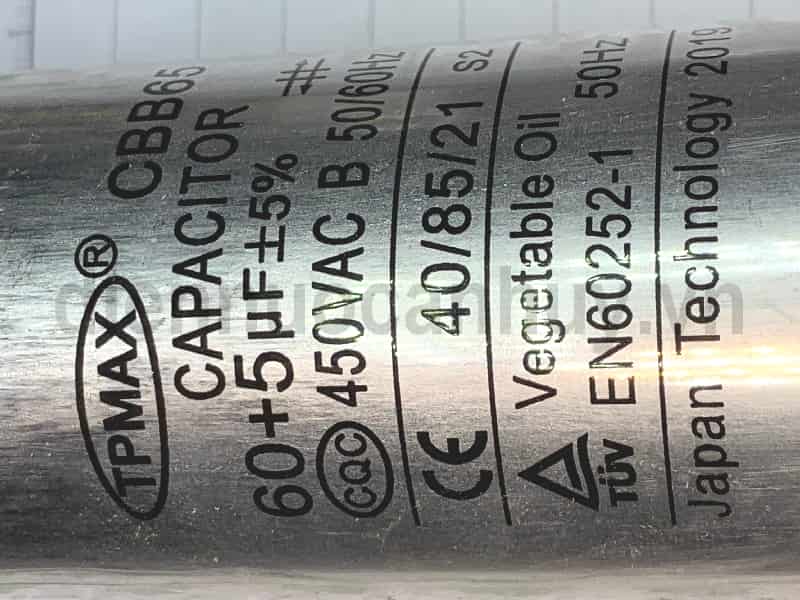 TPMAX ® CBB65
CAPACITOR
60+5μF±5% #
CQC 450VAC B 50/60Hz
CE 40/85/21 S2
Vegetable Oil
TÜV EN60252-1 50Hz
Japan Technology 2019